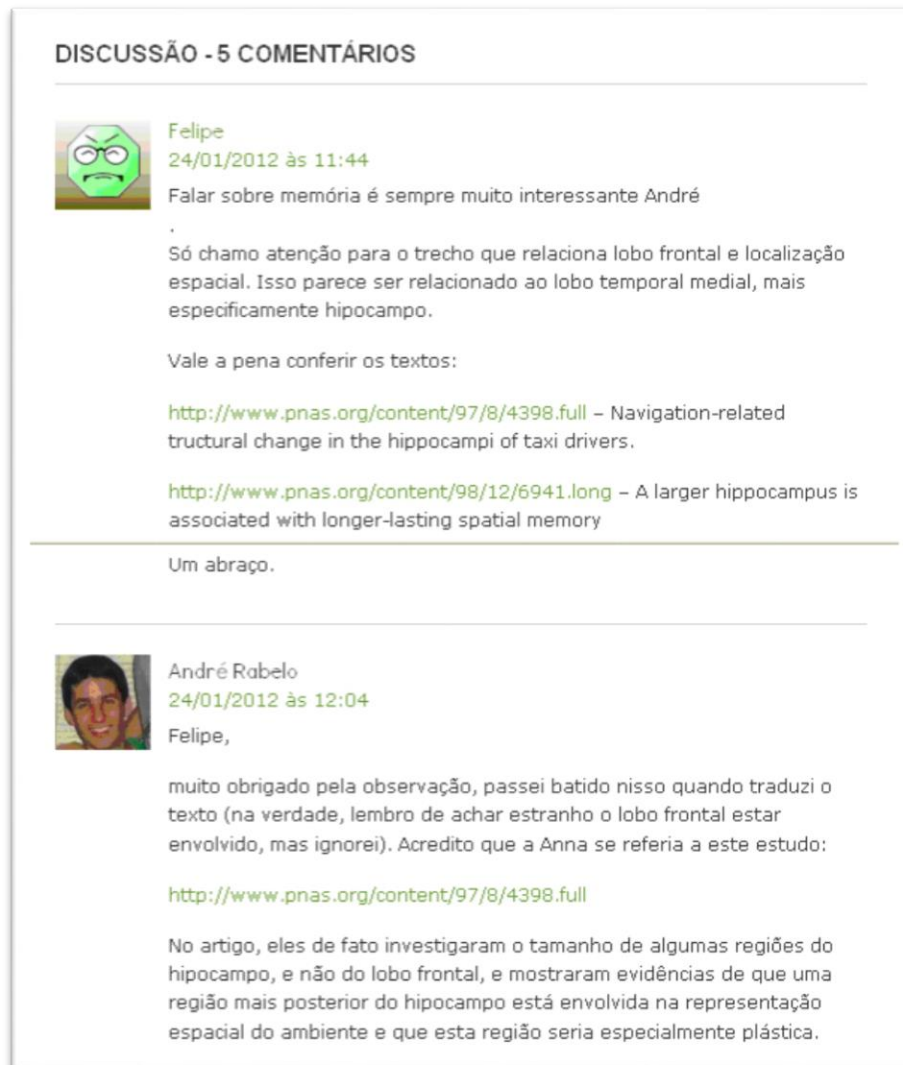 DISCUSSÃO - 5 COMENTÁRIOS
Felipe
24/01/2012 às 11:44
Falar sobre memória é sempre muito interessante André
.
Só chamo atenção para o trecho que relaciona lobo frontal e localização
espacial. Isso parece ser relacionado ao lobo temporal medial, mais
especificamente hipocampo.
Vale a pena conferir os textos:
http://www.pnas.org/content/97/8/4398.full – Navigation-related
tructural change in the hippocampi of taxi drivers.
http://www.pnas.org/content/98/12/6941.long – A larger hippocampus is
associated with longer-lasting spatial memory
Um abraço.
André Rabelo
24/01/2012 às 12:04
Felipe,
muito obrigado pela observação, passei batido nisso quando traduzi o
texto (na verdade, lembro de achar estranho o lobo frontal estar
envolvido, mas ignorei). Acredito que a Anna se referia a este estudo:
http://www.pnas.org/content/97/8/4398.full
No artigo, eles de fato investigaram o tamanho de algumas regiões do
hipocampo, e não do lobo frontal, e mostraram evidências de que uma
região mais posterior do hipocampo está envolvida na representação
espacial do ambiente e que esta região seria especialmente plástica.